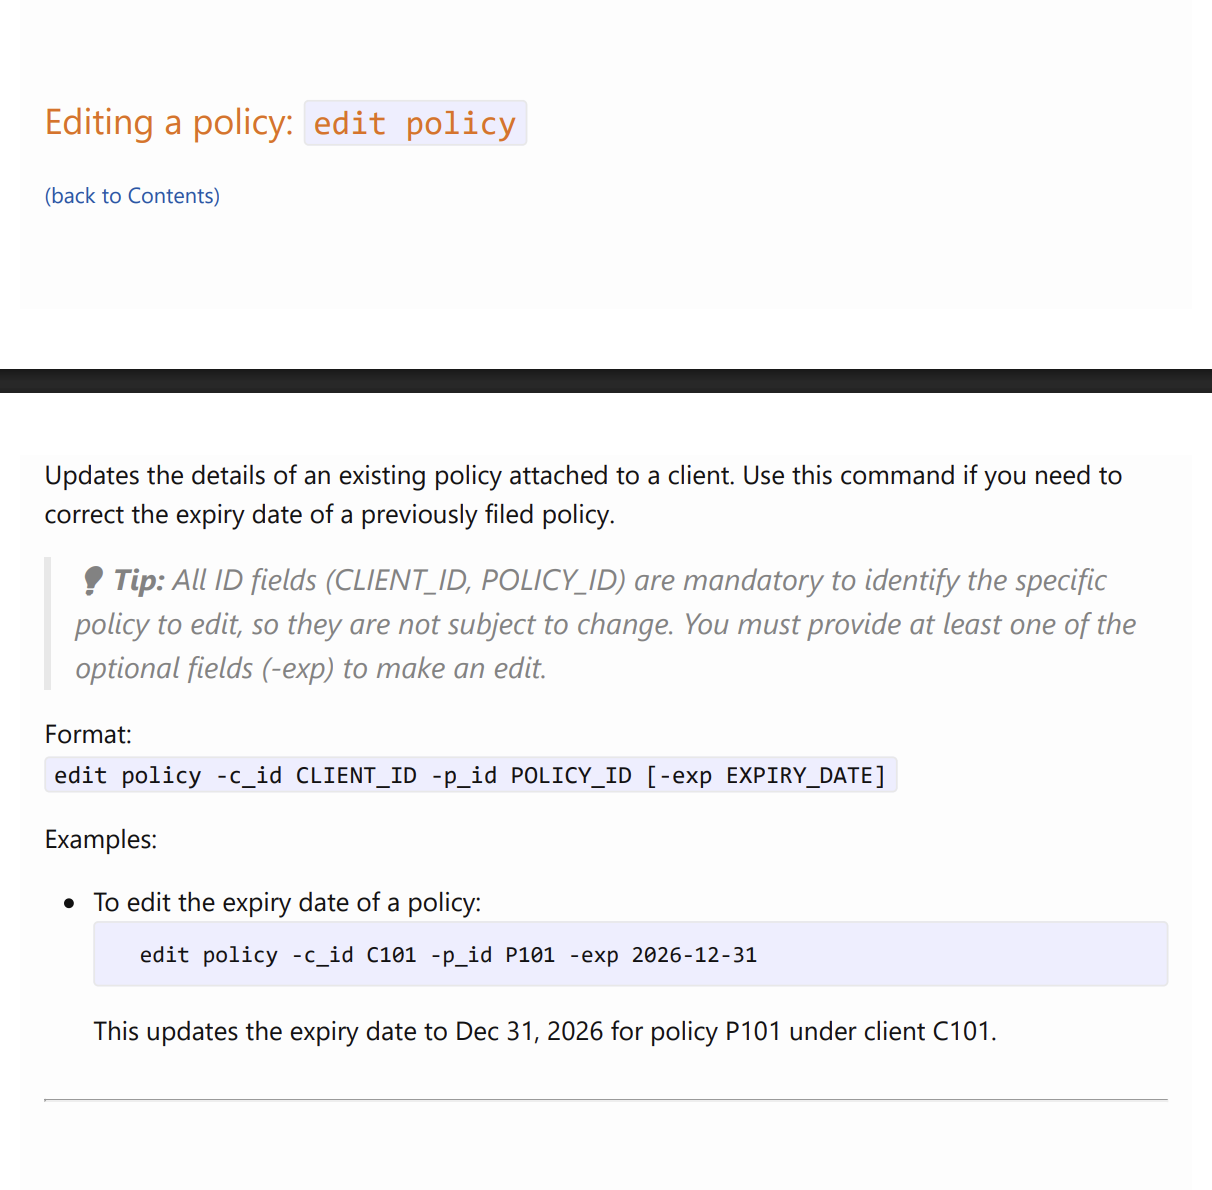 Editing a policy: edit policy
(back to Contents)
Updates the details of an existing policy attached to a client. Use this command if you need to
correct the expiry date of a previously filed policy.
Tip: All ID fields (CLIENT_ID, POLICY_ID) are mandatory to identify the specific
policy to edit, so they are not subject to change. You must provide at least one of the
optional fields (-exp) to make an edit.
Format:
edit policy -c_id CLIENT_ID -p_id POLICY_ID [-exp EXPIRY_DATE]
Examples:
• To edit the expiry date of a policy:
edit policy -c_id C101 -p_id P101 -exp 2026-12-31
This updates the expiry date to Dec 31, 2026 for policy P101 under client C101.